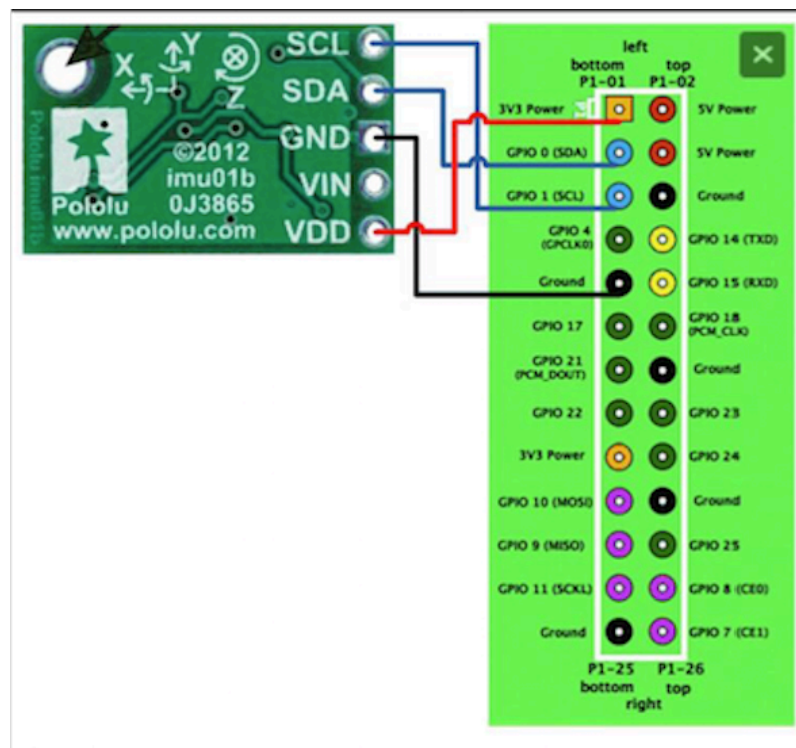 SCL
SDA
GND
VIN
VDD
X
Y
Z
©2012
imu01b
0J3865
Pololu
www.pololu.com
Pololu imu01b
left
bottom top
P1-01 P1-02
3V3 Power 5V Power
GPIO 0 (SDA) 5V Power
GPIO 1 (SCL) Ground
GPIO 4 GPIO 14 (TXD)
(GPCLK0)
Ground GPIO 15 (RXD)
GPIO 17 GPIO 18
(PCM_CLK)
GPIO 21 Ground
(PCM_DOUT)
GPIO 22 GPIO 23
3V3 Power GPIO 24
GPIO 10 (MOSI) Ground
GPIO 9 (MISO) GPIO 25
GPIO 11 (SCKL) GPIO 8 (CE0)
Ground GPIO 7 (CE1)
P1-25 P1-26
bottom top
right